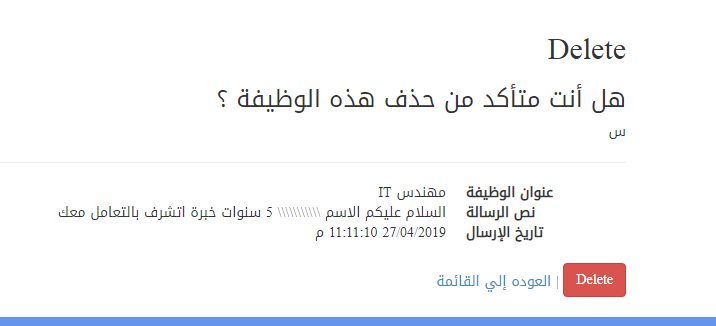 Delete
هل أنت متأكد من حذف هذه الوظيفة ؟
س
عنوان الوظيفة مهندس IT
نص الرسالة السلام عليكم الاسم \\\\\\\\\\\ 5 سنوات خبرة اتشرف بالتعامل معك
تاريخ الإرسال 27/04/2019 11:11:10 م
Delete | العوده إلي القائمة